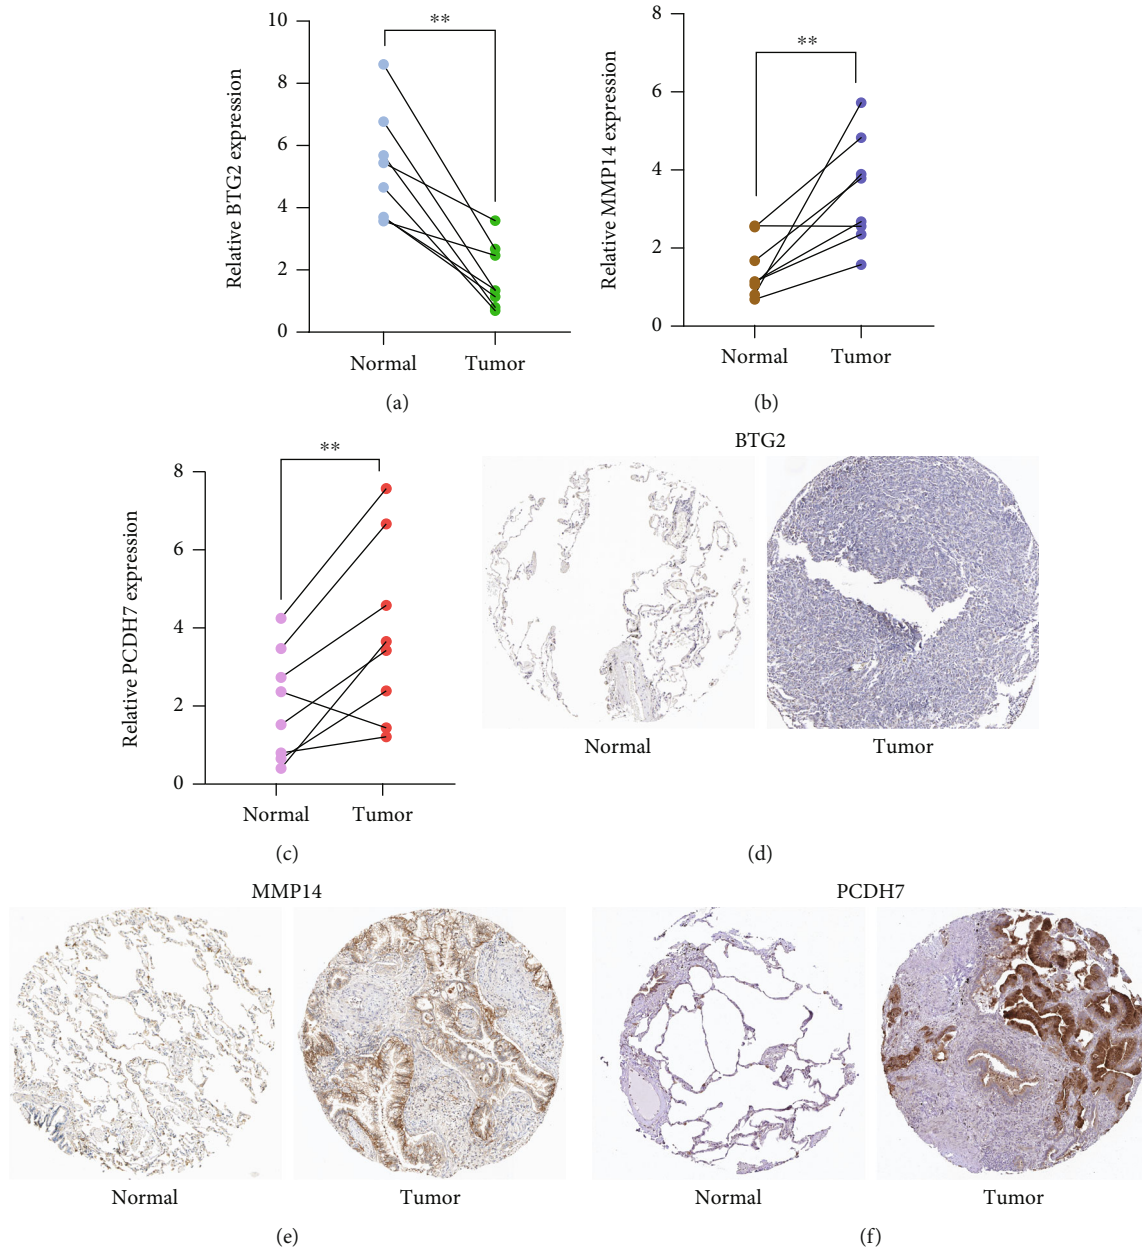 10
8
6
4
2
0
Relative BTG2 expression
**
Normal
Tumor
(a)
8
6
4
2
0
Relative MMP14 expression
**
Normal
Tumor
(b)
8
6
4
2
0
Relative PCDH7 expression
**
Normal
Tumor
(c)
BTG2
Normal
Tumor
(d)
MMP14
Normal
Tumor
(e)
PCDH7
Normal
Tumor
(f)